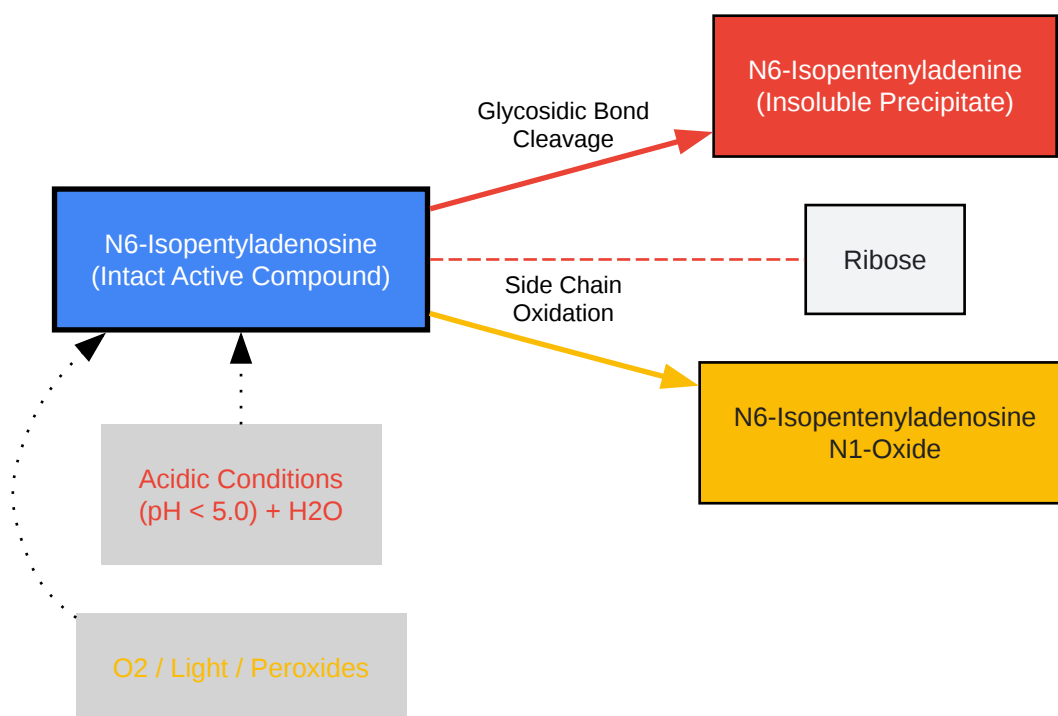 N6-Isopentenyladenine
(Insoluble Precipitate)
Glycosidic Bond
Cleavage
N6-Isopentyladenosine
(Intact Active Compound)
Ribose
Side Chain
Oxidation
N6-Isopentenyladenosine
N1-Oxide
Acidic Conditions
(pH < 5.0) + H2O
O2 / Light / Peroxides